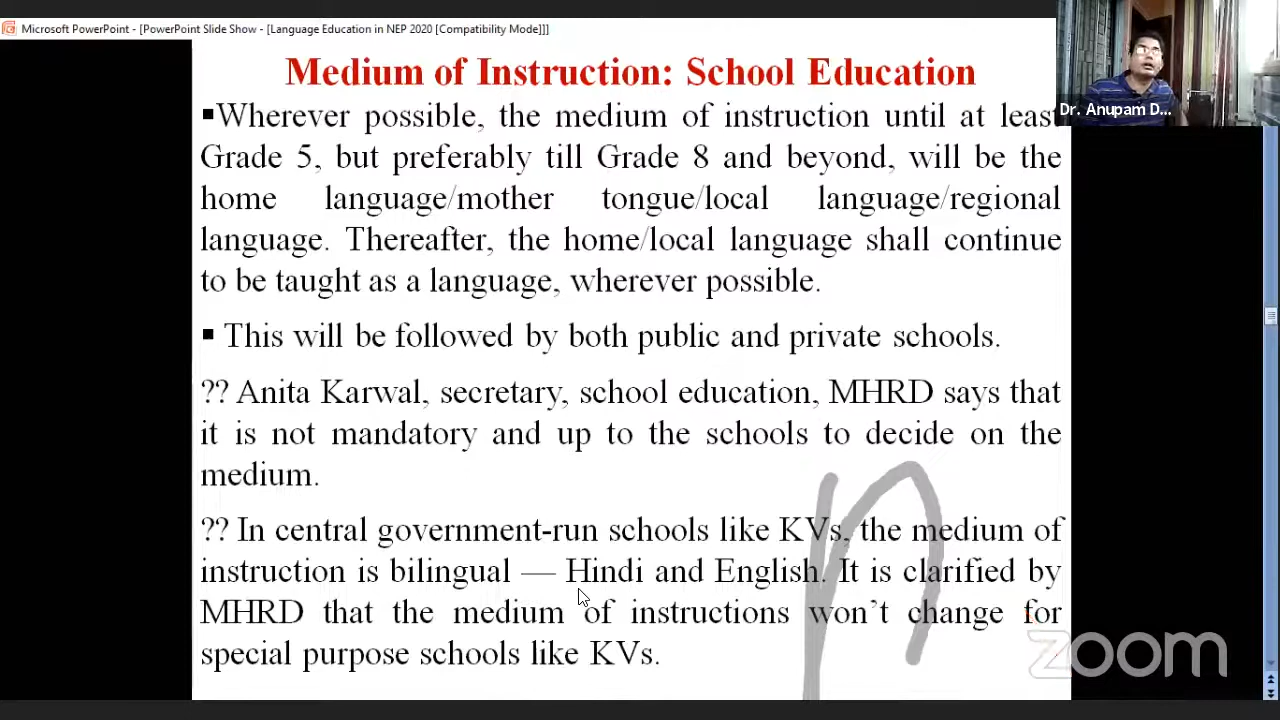 Microsoft PowerPoint - [PowerPoint Slide Show - [Language Education in NEP 2020 [Compatibility Mode]]]
Medium of Instruction: School Education
▪Wherever possible, the medium of instruction until at least
Grade 5, but preferably till Grade 8 and beyond, will be the
home language/mother tongue/local language/regional
language. Thereafter, the home/local language shall continue
to be taught as a language, wherever possible.
▪ This will be followed by both public and private schools.
?? Anita Karwal, secretary, school education, MHRD says that
it is not mandatory and up to the schools to decide on the
medium.
?? In central government-run schools like KVs, the medium of
instruction is bilingual — Hindi and English. It is clarified by
MHRD that the medium of instructions won’t change for
special purpose schools like KVs.
Dr. Anupam D...
n
zoom